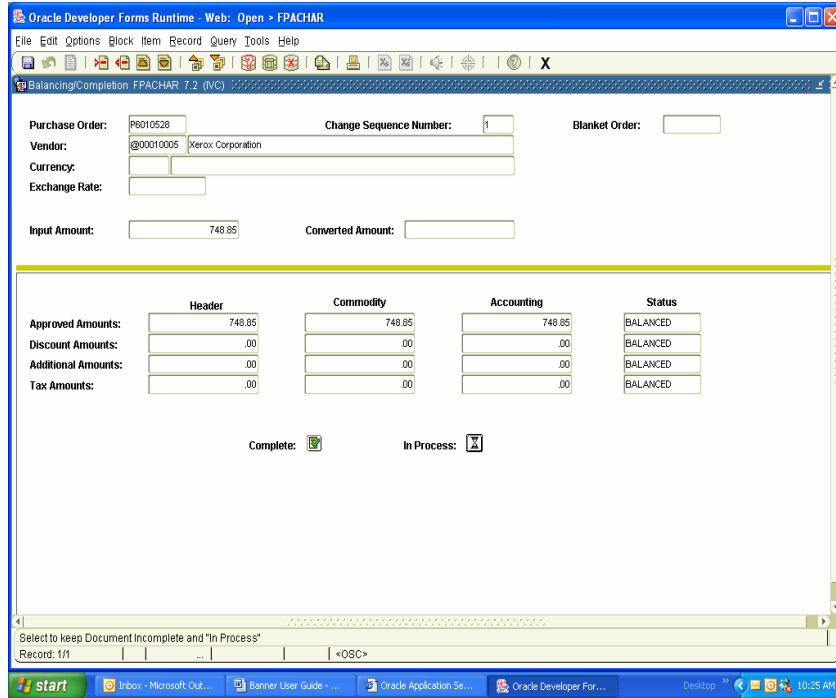 Oracle Developer Forms Runtime - Web: Open > FPACHAR
File Edit Options Block Item Record Query Tools Help
X
Balancing/Completion FPACHAR 7.2 (IVC)
Purchase Order: P6010528 Change Sequence Number: 1 Blanket Order:
Vendor: @00010005 Xerox Corporation
Currency:
Exchange Rate:
Input Amount: 748.85 Converted Amount:
Header Commodity Accounting Status
Approved Amounts: 748.85 748.85 748.85 BALANCED
Discount Amounts: .00 .00 .00 BALANCED
Additional Amounts: .00 .00 .00 BALANCED
Tax Amounts: .00 .00 .00 BALANCED
Complete: In Process:
Select to keep Document Incomplete and "In Process"
Record: 1/1 ... <OSC>
start Inbox - Microsoft Out... Banner User Guide - ... Oracle Application Se... Oracle Developer For... Desktop » 10:25 AM